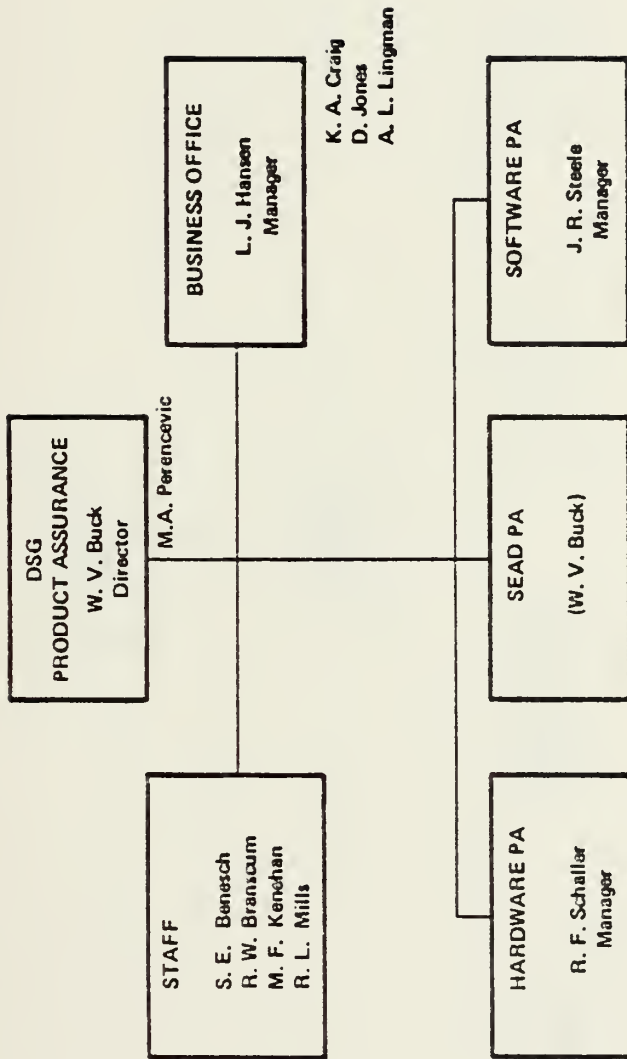 DSG
PRODUCT ASSURANCE
W. V. Buck
Director
M.A. Perencevic
STAFF
S. E. Benesch
R. W. Branscum
M. F. Kenehan
R. L. Mills
BUSINESS OFFICE
L. J. Hansen
Manager
K. A. Craig
D. Jones
A. L. Lingman
HARDWARE PA
R. F. Schaller
Manager
SEAD PA
(W. V. Buck)
SOFTWARE PA
J. R. Steele
Manager